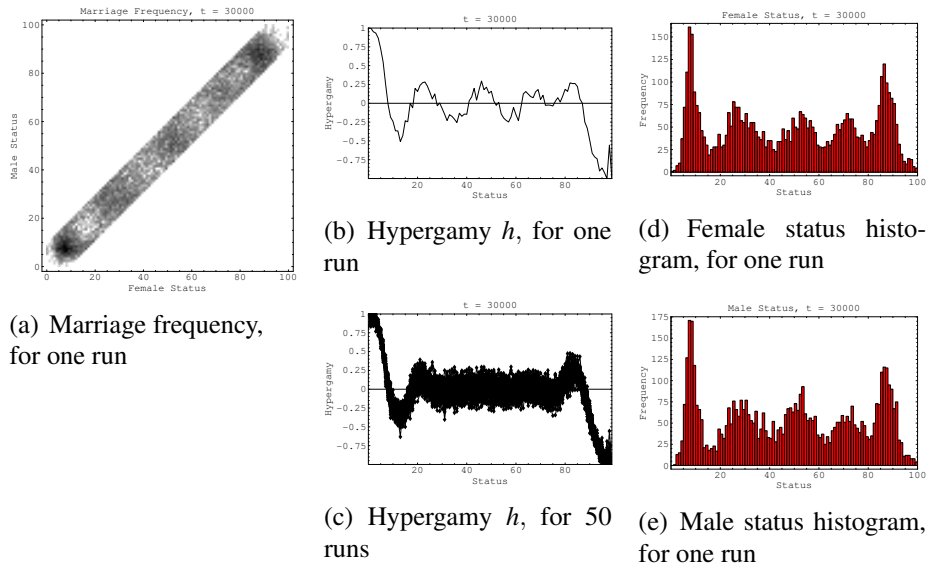 Marriage Frequency, t = 30000
100
80
60
40
20
0
Male Status
0 20 40 60 80 100
Female Status
(a) Marriage frequency,
for one run
t = 30000
1
0.75
0.5
0.25
0
-0.25
-0.5
-0.75
Hypergamy
20 40 60 80
Status
(b) Hypergamy h, for one
run
t = 30000
1
0.75
0.5
0.25
0
-0.25
-0.5
-0.75
Hypergamy
20 40 60 80
Status
(c) Hypergamy h, for 50
runs
Female Status, t = 30000
150
125
100
75
50
25
0
Frequency
20 40 60 80 100
(d) Female status histo-
gram, for one run
Male Status, t = 30000
175
150
125
100
75
50
25
0
Frequency
20 40 60 80 100
(e) Male status histogram,
for one run